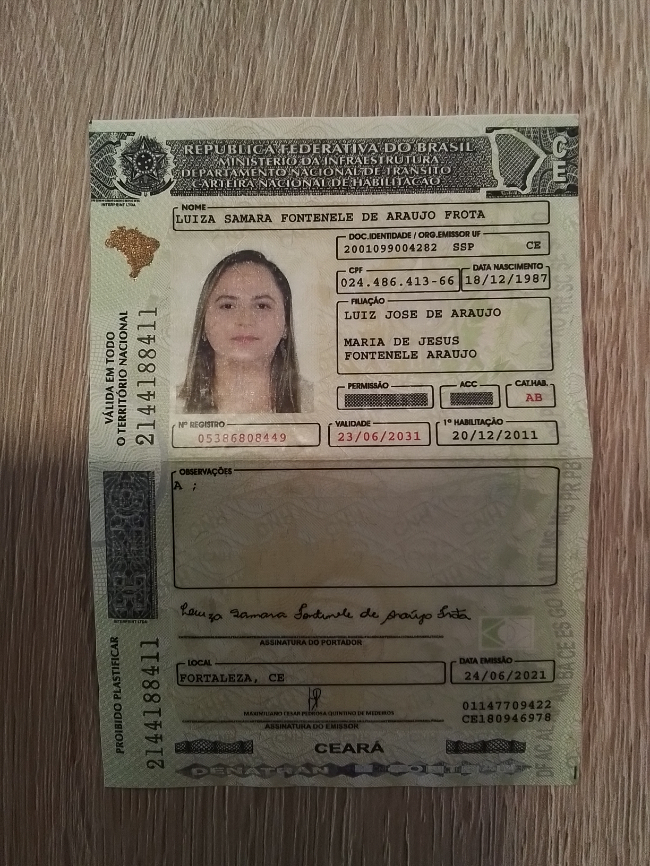 REPÚBLICA FEDERATIVA DO BRASIL
MINISTÉRIO DA INFRAESTRUTURA
DEPARTAMENTO NACIONAL DE TRÂNSITO
CARTEIRA NACIONAL DE HABILITAÇÃO
CE
NOME
LUIZA SAMARA FONTENELE DE ARAUJO FROTA
DOC. IDENTIDADE / ORG. EMISSOR UF
2001099004282 SSP CE
CPF
024.486.413-66
DATA NASCIMENTO
18/12/1987
FILIAÇÃO
LUIZ JOSE DE ARAUJO
MARIA DE JESUS
FONTENELE ARAUJO
PERMISSÃO
ACC
CAT.HAB.
AB
Nº REGISTRO
05386808449
VALIDADE
23/06/2031
1ª HABILITAÇÃO
20/12/2011
VÁLIDA EM TODO
O TERRITÓRIO NACIONAL
2144188411
OBSERVAÇÕES
A ;
Luiza Samara Fontenele de Araújo Frota
ASSINATURA DO PORTADOR
LOCAL
FORTALEZA, CE
DATA EMISSÃO
24/06/2021
ASSINATURA DO EMISSOR
01147709422
CE180946978
PROIBIDO PLASTIFICAR
2144188411
CEARÁ